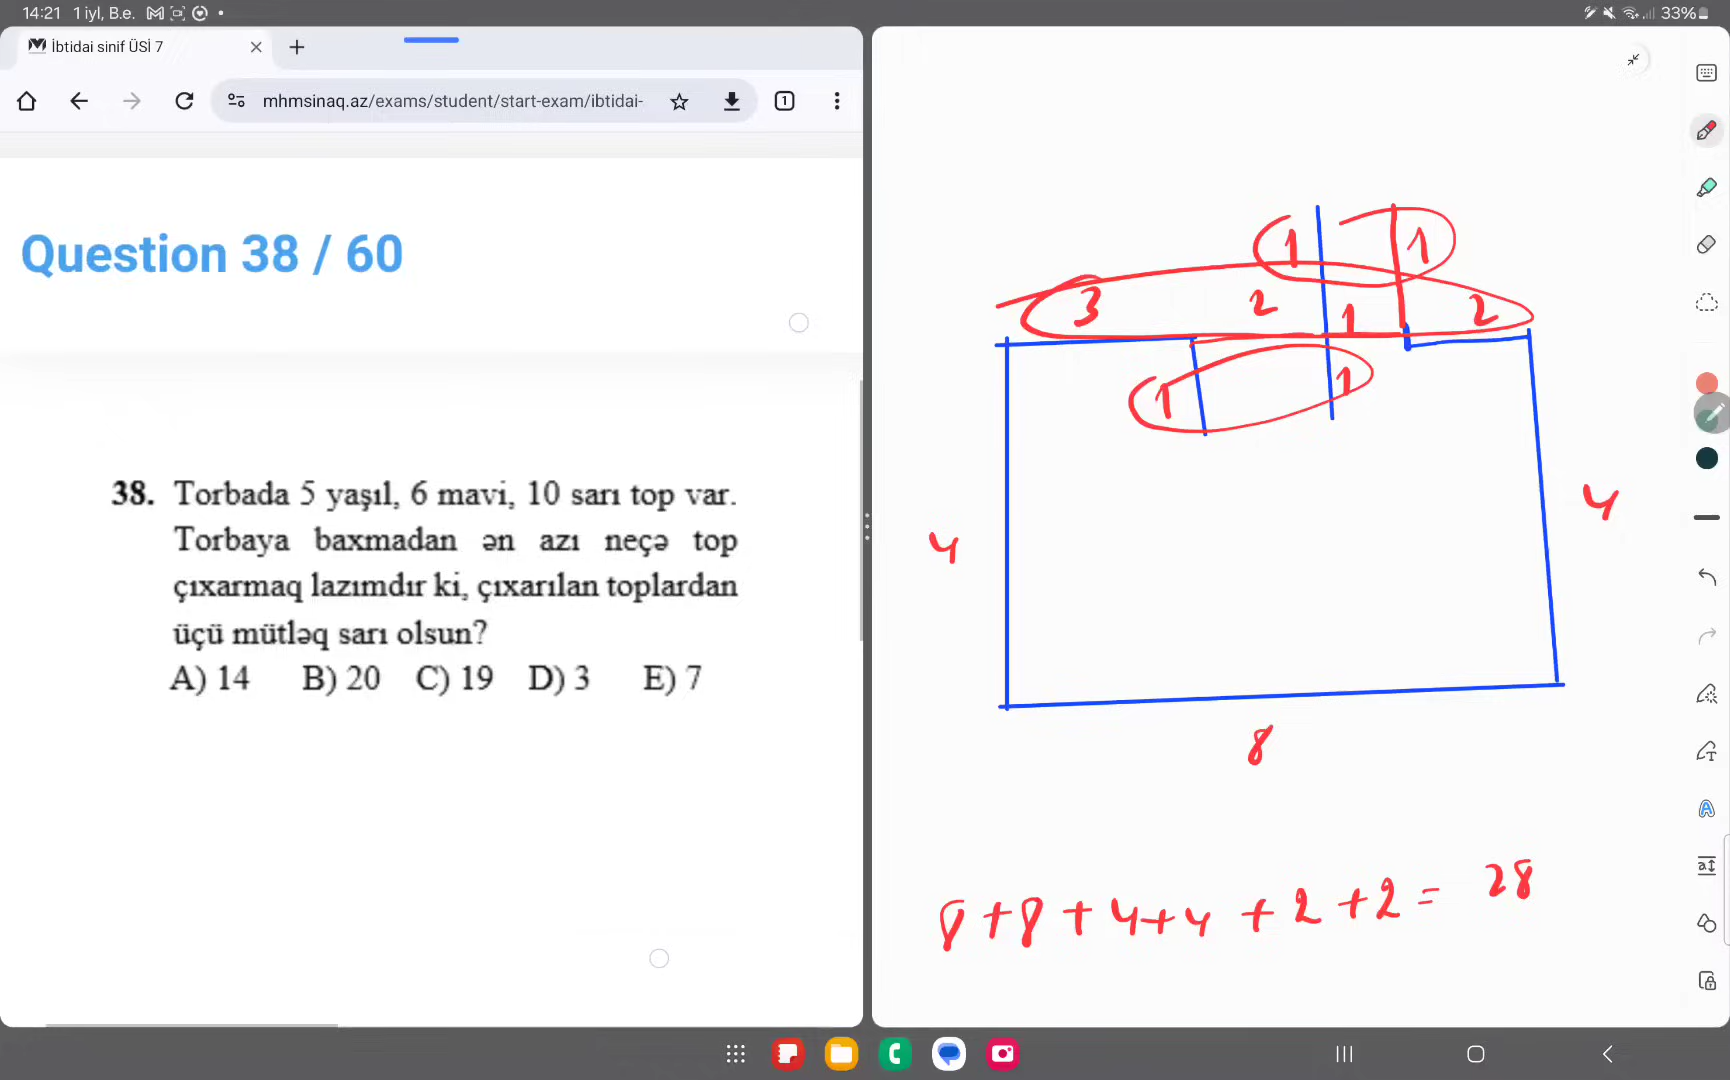 14:21 1 iyl, B.e.
33%
İbtidai sinif ÜSİ 7
mhmsinaq.az/exams/student/start-exam/ibtidai-
1
Question 38 / 60
38. Torbada 5 yaşıl, 6 mavi, 10 sarı top var.
Torbaya baxmadan ən azı neçə top
çıxarmaq lazımdır ki, çıxarılan toplardan
üçü mütləq sarı olsun?
A) 14 B) 20 C) 19 D) 3 E) 7
1 1
3 2 1 2
1 1
4 4
8
8+8+4+4+2+2= 28